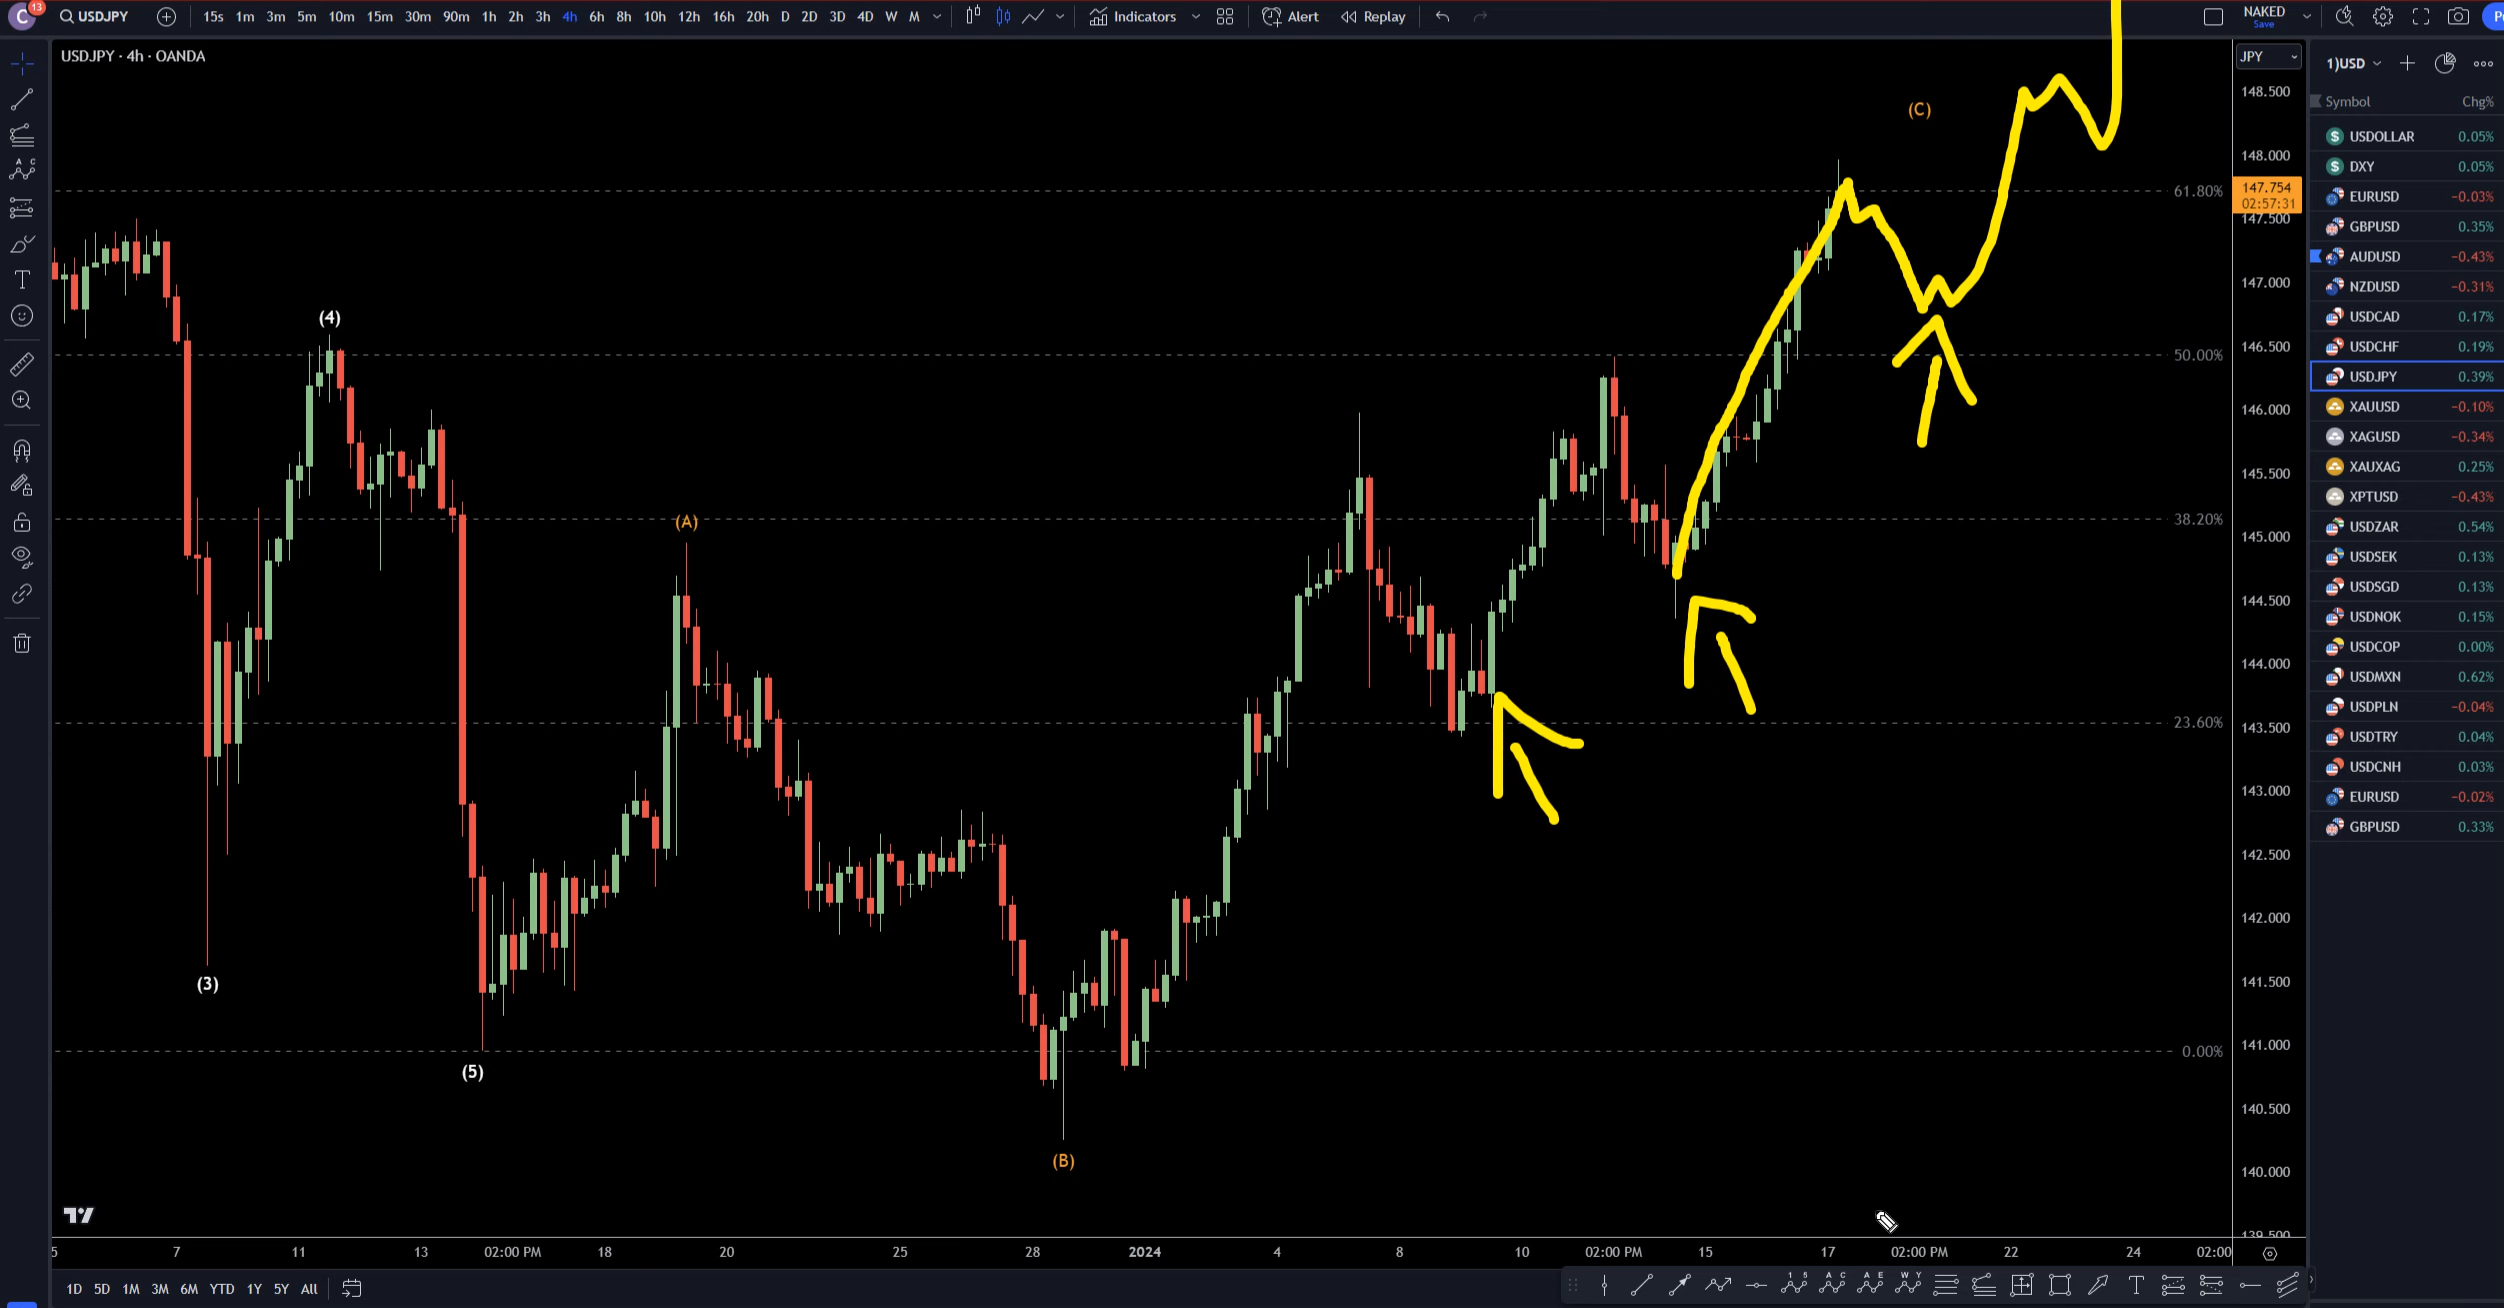 C 13 USDJPY 15s 1m 3m 5m 10m 15m 30m 90m 1h 2h 3h 4h 6h 8h 10h 12h 16h 20h D 2D 3D 4D W M Indicators Alert Replay NAKED
Save
USDJPY · 4h · OANDA
JPY
1)USD
Symbol Chg%
USDOLLAR 0.05%
DXY 0.05%
EURUSD −0.03%
GBPUSD 0.35%
AUDUSD −0.43%
NZDUSD −0.31%
USDCAD 0.17%
USDCHF 0.19%
USDJPY 0.39%
XAUUSD −0.10%
XAGUSD −0.34%
XAUXAG 0.25%
XPTUSD −0.43%
USDZAR 0.54%
USDSEK 0.13%
USDSGD 0.13%
USDNOK 0.15%
USDCOP 0.00%
USDMXN 0.62%
USDPLN −0.04%
USDTRY 0.04%
USDCNH 0.03%
EURUSD −0.02%
GBPUSD 0.33%
148.500
148.000
147.754
02:57:31
147.500
147.000
146.500
146.000
145.500
145.000
144.500
144.000
143.500
143.000
142.500
142.000
141.500
141.000
140.500
140.000
139.500
61.80%
50.00%
38.20%
23.60%
0.00%
(C)
(4)
(A)
(3)
(5)
(B)
5 7 11 13 02:00 PM 18 20 25 28 2024 4 8 10 02:00 PM 15 17 02:00 PM 22 24 02:00
1D 5D 1M 3M 6M YTD 1Y 5Y All